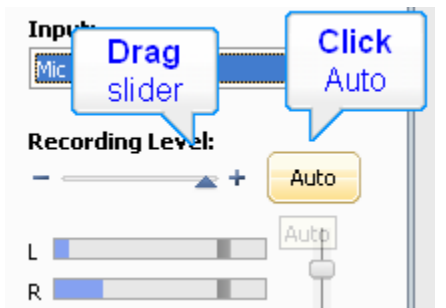 Input:
Mic
Drag
slider
Click
Auto
Recording Level:
– +
Auto
Auto
L
R